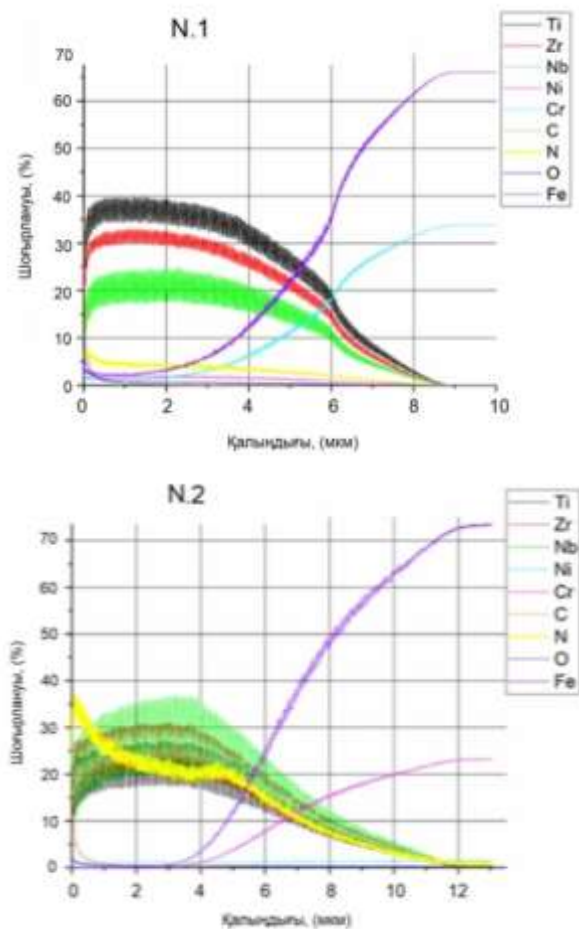 N.1
70
60
50
40
30
20
10
0
Шоғырлануы, (%)
0 2 4 6 8 10
Қалыңдығы, (мкм)
Ti
Zr
Nb
Ni
Cr
C
N
O
Fe
N.2
70
60
50
40
30
20
10
0
Шоғырлануы, (%)
0 2 4 6 8 10 12
Қалыңдығы, (мкм)
Ti
Zr
Nb
Ni
Cr
C
N
O
Fe